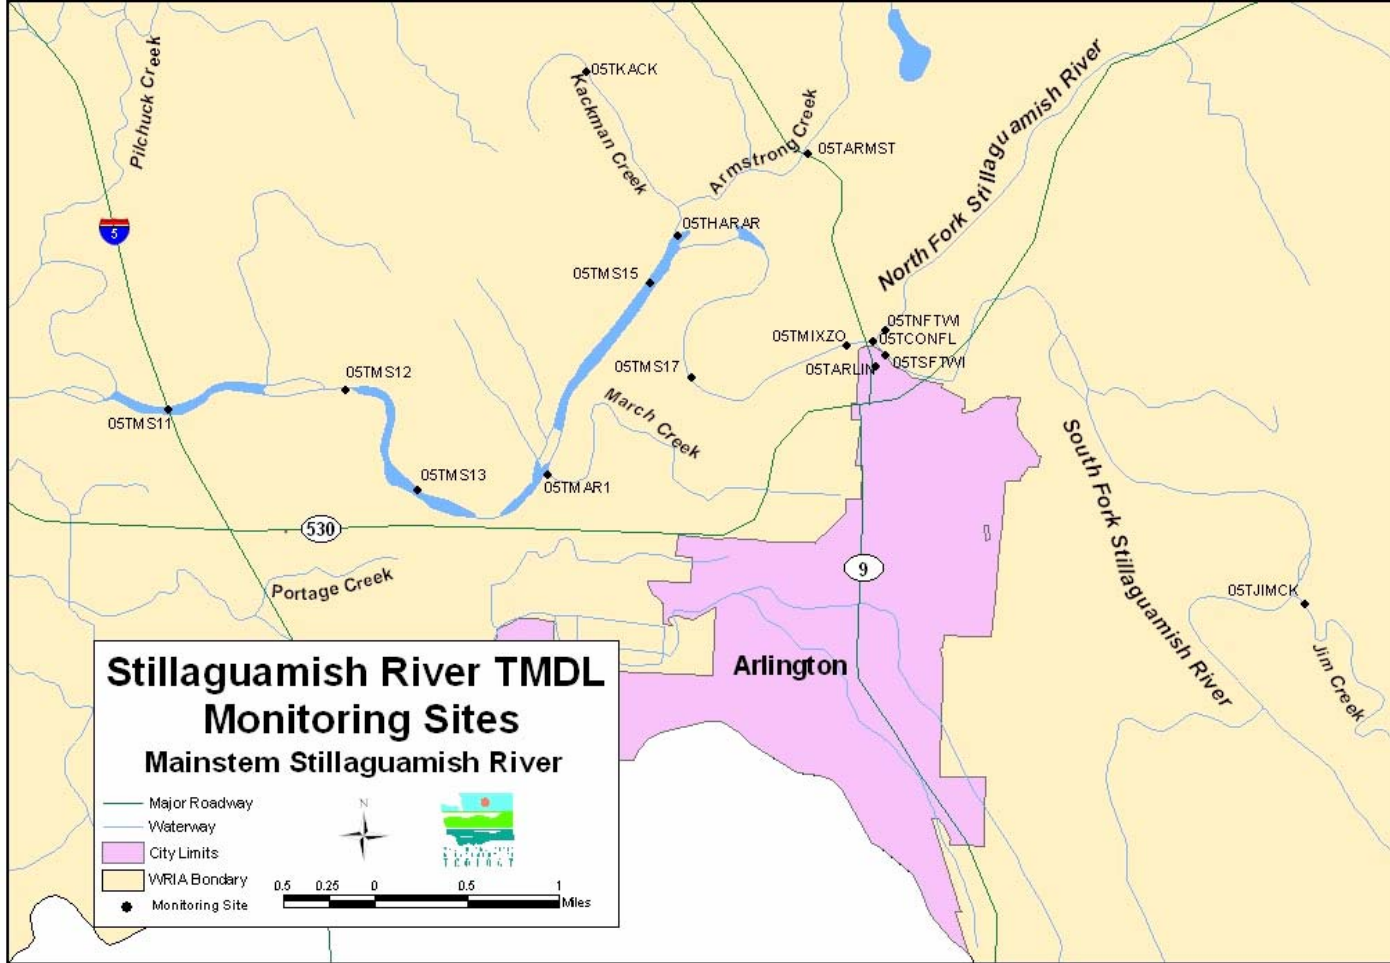 Pilchuck Creek
05TKACK
Kackman Creek
Armstrong Creek
05TARMST
North Fork Stillaguamish River
5
05THARAR
05TMS15
05TNFTWI
05TMIXZO
05TCONFL
05TMS17
05TARLIN
05TSFTWI
05TMS12
March Creek
05TMS11
05TMS13
05TMAR1
South Fork Stillaguamish River
530
9
Portage Creek
05TJIMCK
Jim Creek
Arlington
Stillaguamish River TMDL
Monitoring Sites
Mainstem Stillaguamish River
Major Roadway
Waterway
City Limits
WRIA Bondary
Monitoring Site
N
0.5 0.25 0 0.5 1
Miles